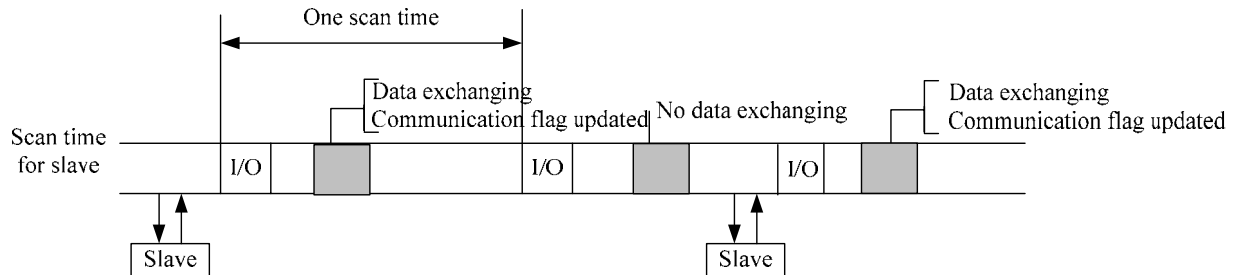 One scan time
Data exchanging
Communication flag updated
No data exchanging
Data exchanging
Communication flag updated
Scan time
for slave
I/O
I/O
I/O
Slave
Slave